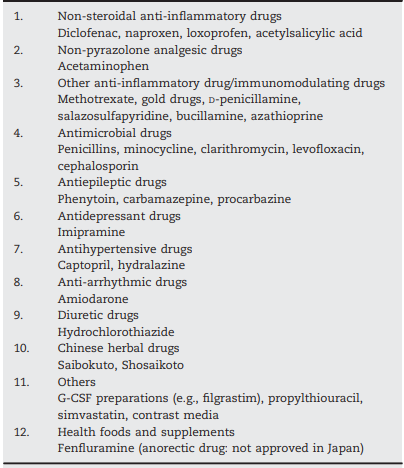 1. Non-steroidal anti-inflammatory drugs
Diclofenac, naproxen, loxoprofen, acetylsalicylic acid
2. Non-pyrazolone analgesic drugs
Acetaminophen
3. Other anti-inflammatory drug/immunomodulating drugs
Methotrexate, gold drugs, D-penicillamine,
salazosulfapyridine, bucillamine, azathioprine
4. Antimicrobial drugs
Penicillins, minocycline, clarithromycin, levofloxacin,
cephalosporin
5. Antiepileptic drugs
Phenytoin, carbamazepine, procarbazine
6. Antidepressant drugs
Imipramine
7. Antihypertensive drugs
Captopril, hydralazine
8. Anti-arrhythmic drugs
Amiodarone
9. Diuretic drugs
Hydrochlorothiazide
10. Chinese herbal drugs
Saibokuto, Shosaikoto
11. Others
G-CSF preparations (e.g., filgrastim), propylthiouracil,
simvastatin, contrast media
12. Health foods and supplements
Fenfluramine (anorectic drug: not approved in Japan)